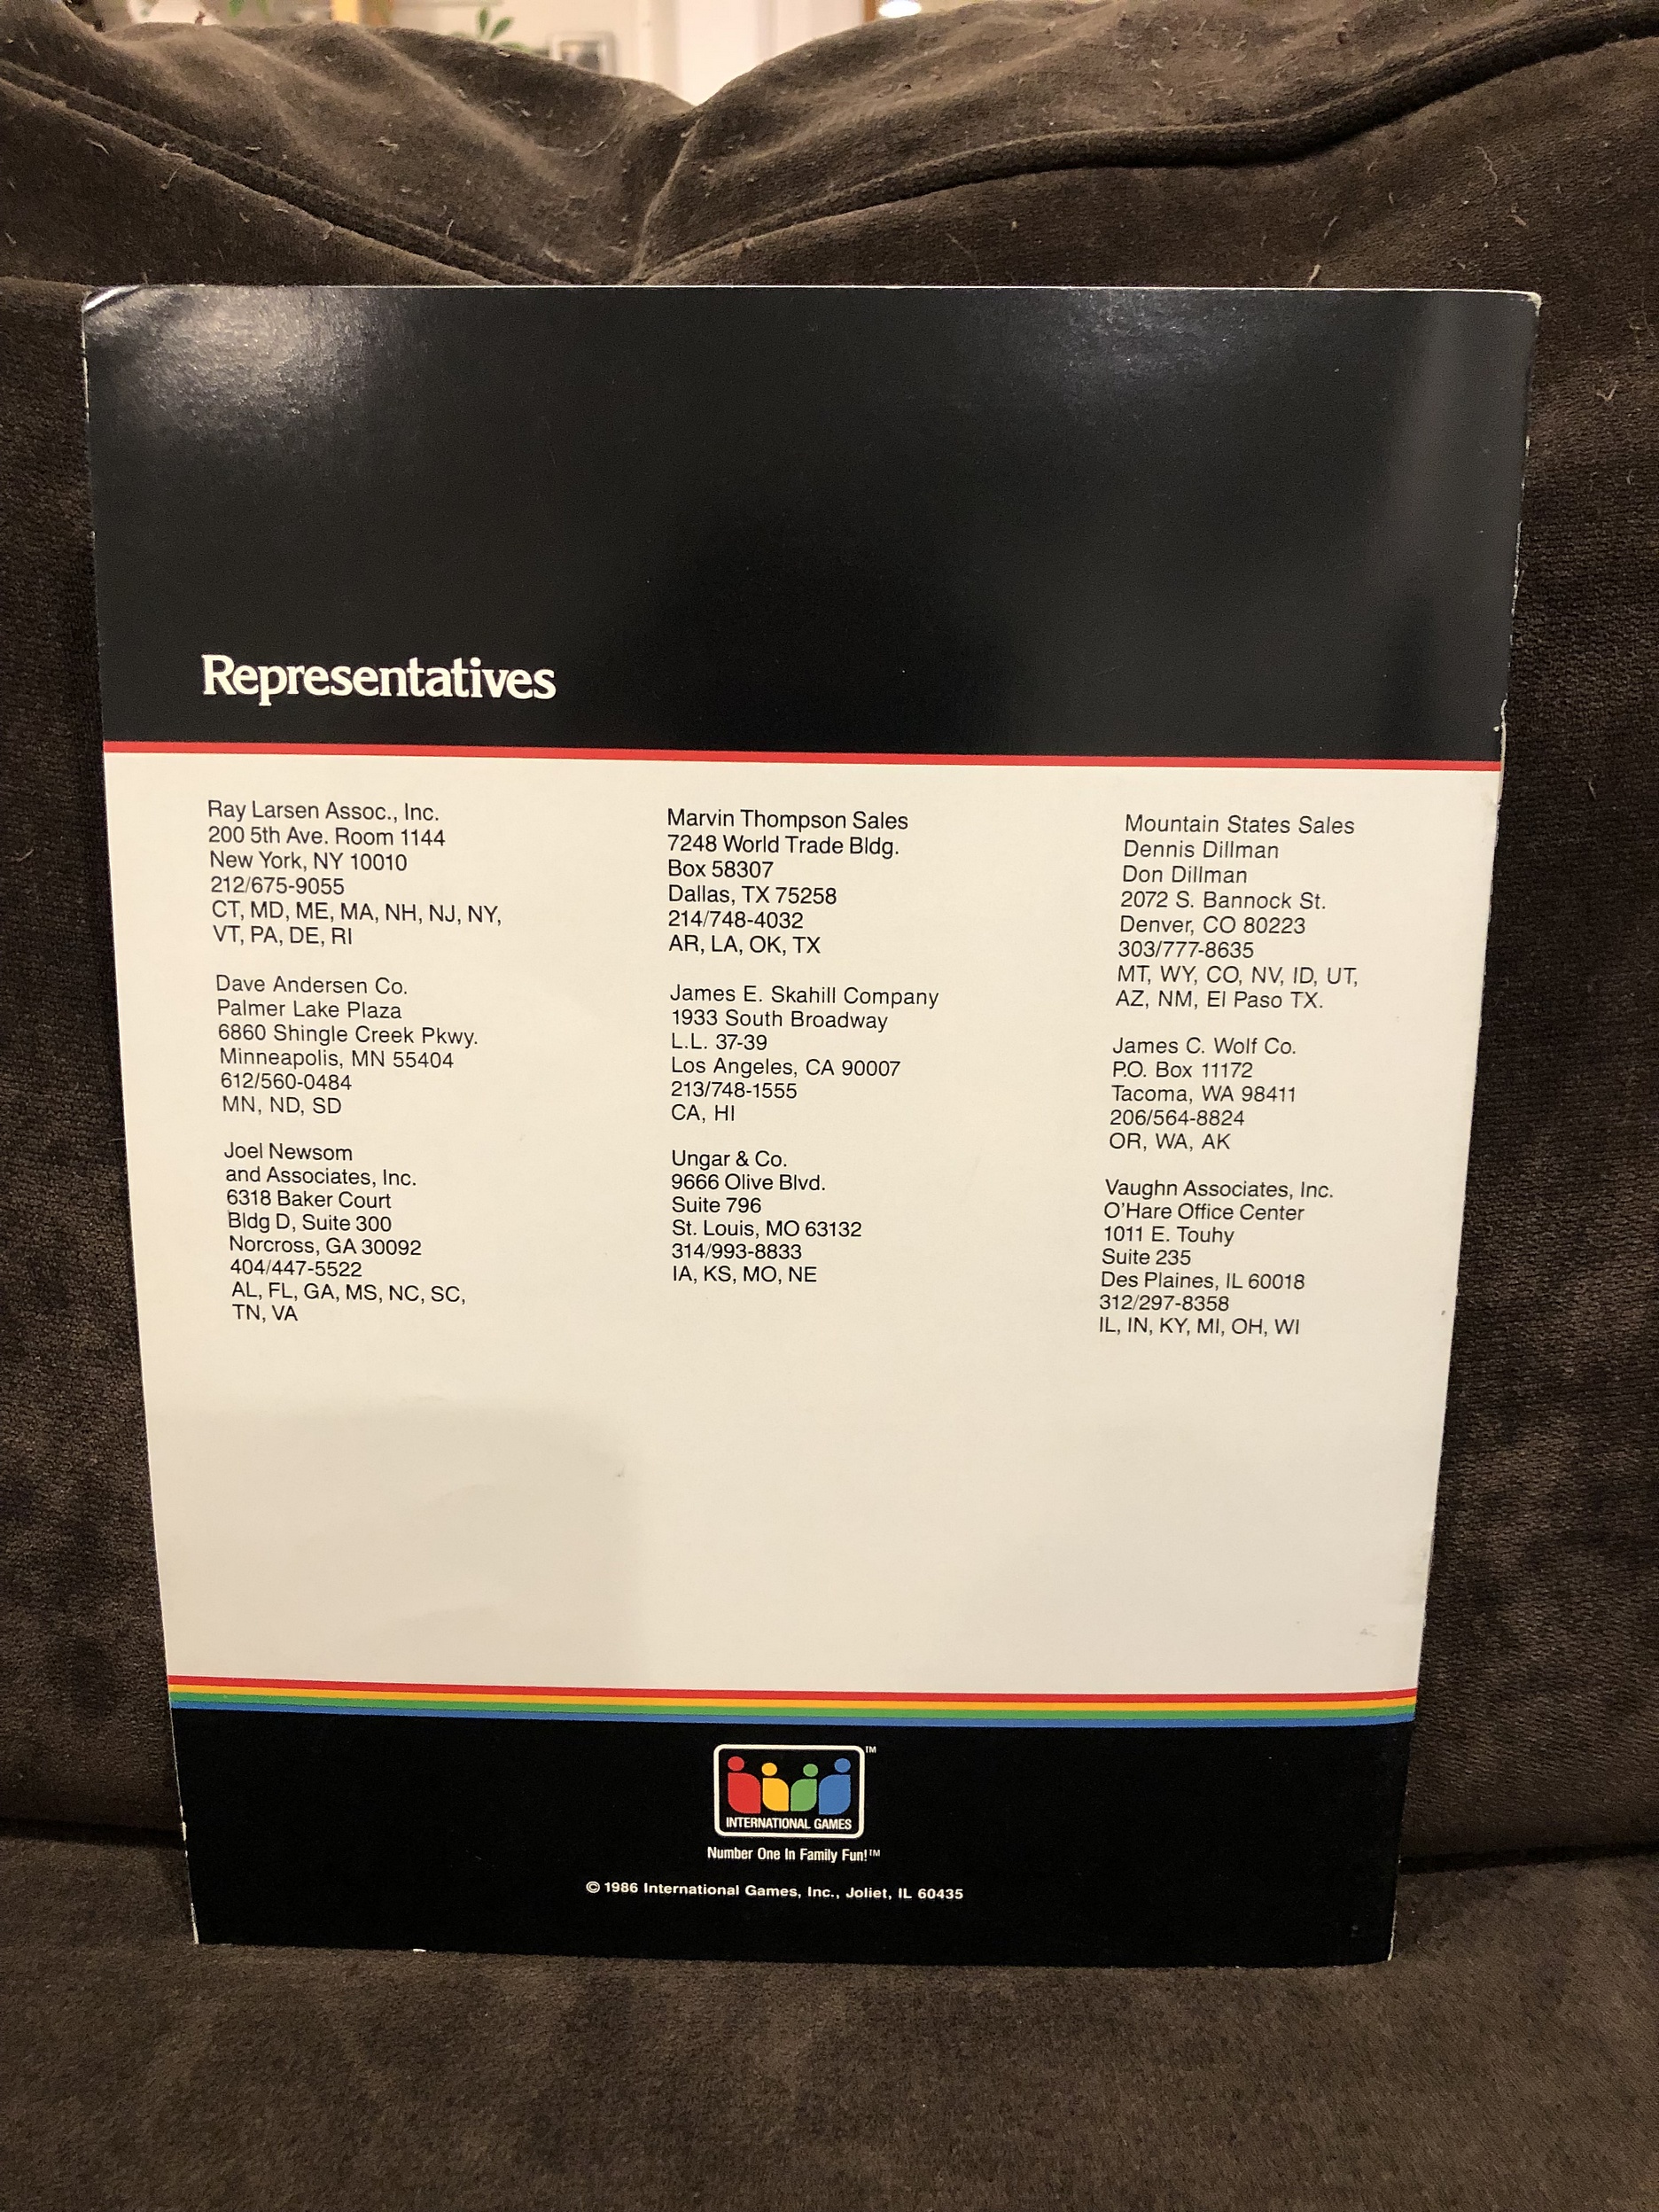 Representatives
Ray Larsen Assoc., Inc.
200 5th Ave. Room 1144
New York, NY 10010
212/675-9055
CT, MD, ME, MA, NH, NJ, NY,
VT, PA, DE, RI
Dave Andersen Co.
Palmer Lake Plaza
6860 Shingle Creek Pkwy.
Minneapolis, MN 55404
612/560-0484
MN, ND, SD
Joel Newsom
and Associates, Inc.
6318 Baker Court
Bldg D, Suite 300
Norcross, GA 30092
404/447-5522
AL, FL, GA, MS, NC, SC,
TN, VA
Marvin Thompson Sales
7248 World Trade Bldg.
Box 58307
Dallas, TX 75258
214/748-4032
AR, LA, OK, TX
James E. Skahill Company
1933 South Broadway
L.L. 37-39
Los Angeles, CA 90007
213/748-1555
CA, HI
Ungar & Co.
9666 Olive Blvd.
Suite 796
St. Louis, MO 63132
314/993-8833
IA, KS, MO, NE
Mountain States Sales
Dennis Dillman
Don Dillman
2072 S. Bannock St.
Denver, CO 80223
303/777-8635
MT, WY, CO, NV, ID, UT,
AZ, NM, El Paso TX.
James C. Wolf Co.
P.O. Box 11172
Tacoma, WA 98411
206/564-8824
OR, WA, AK
Vaughn Associates, Inc.
O'Hare Office Center
1011 E. Touhy
Suite 235
Des Plaines, IL 60018
312/297-8358
IL, IN, KY, MI, OH, WI
TM
INTERNATIONAL GAMES
Number One In Family Fun!™
© 1986 International Games, Inc., Joliet, IL 60435